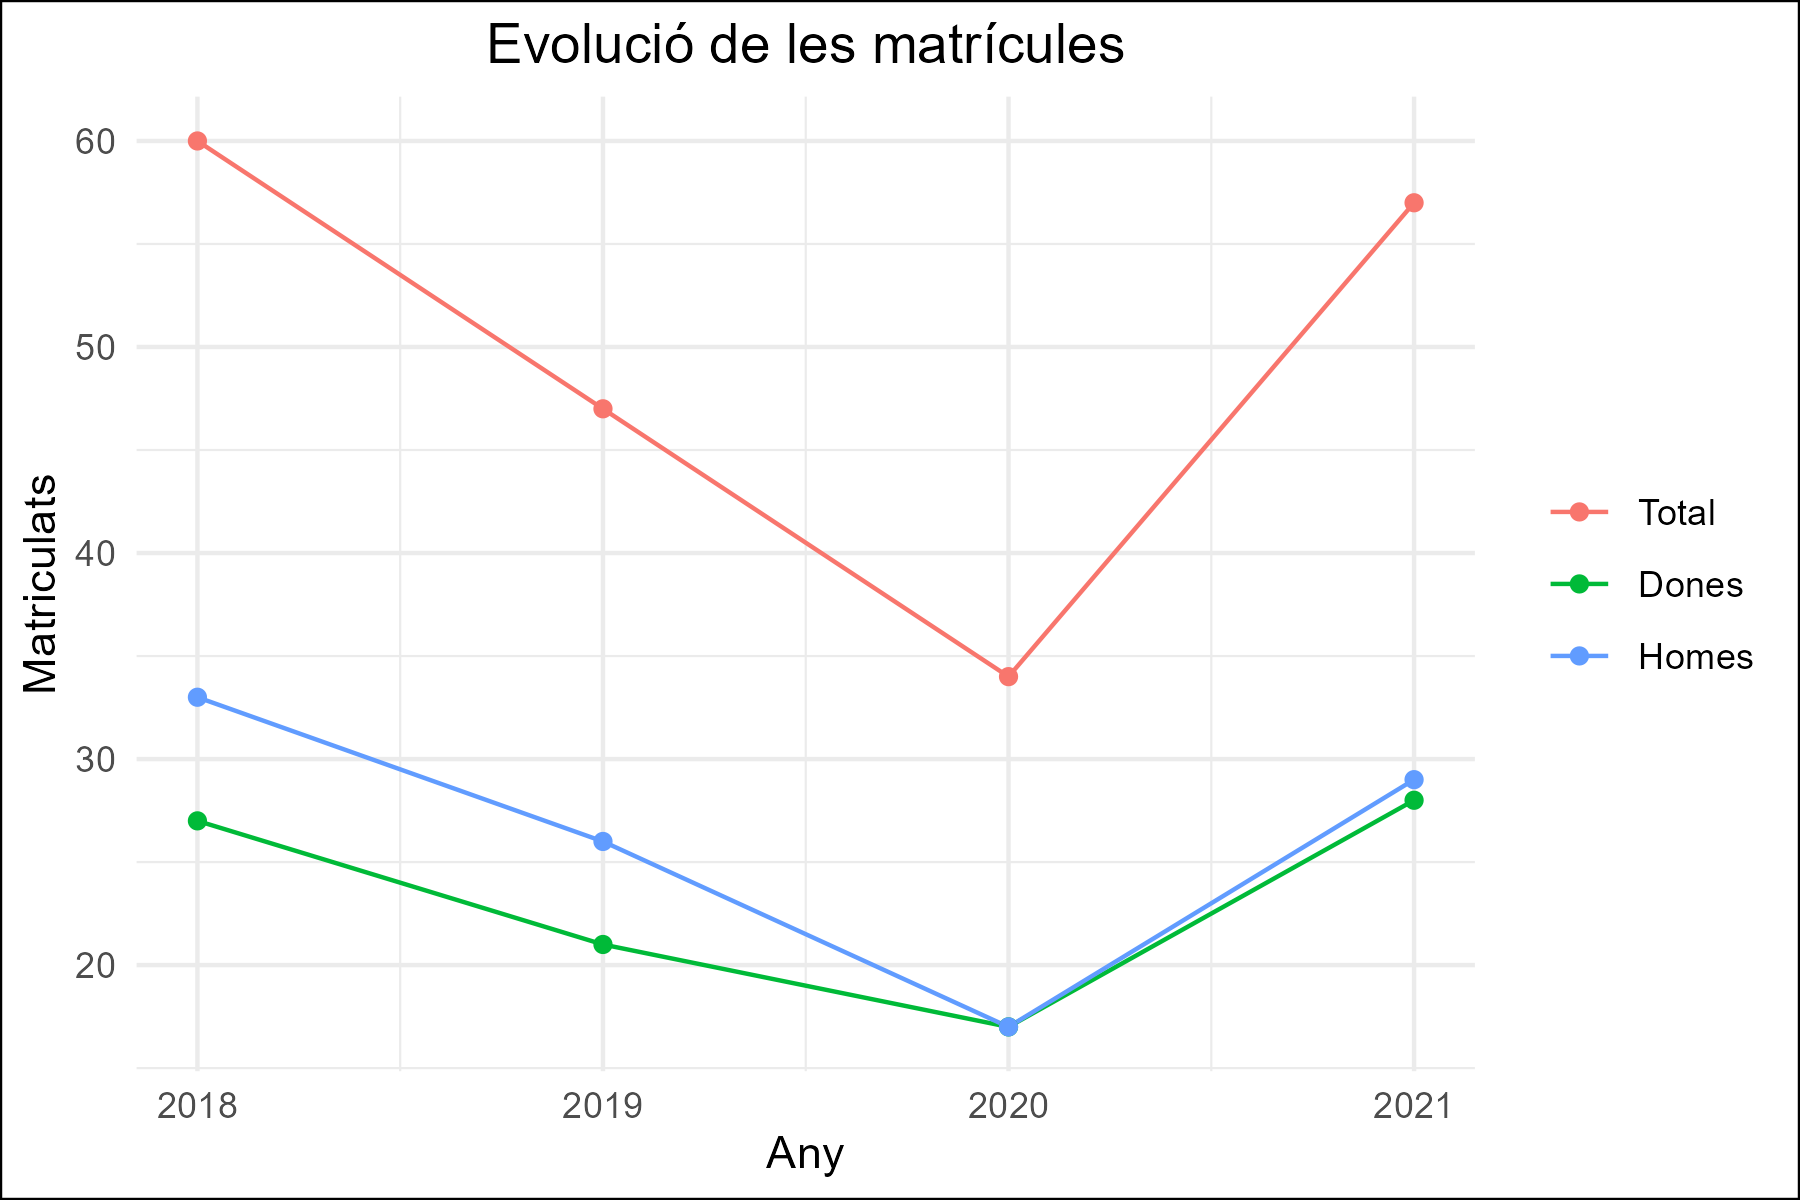 Evolució de les matrícules
60
50
40
30
20
Matriculats
2018 2019 2020 2021
Any
Total
Dones
Homes